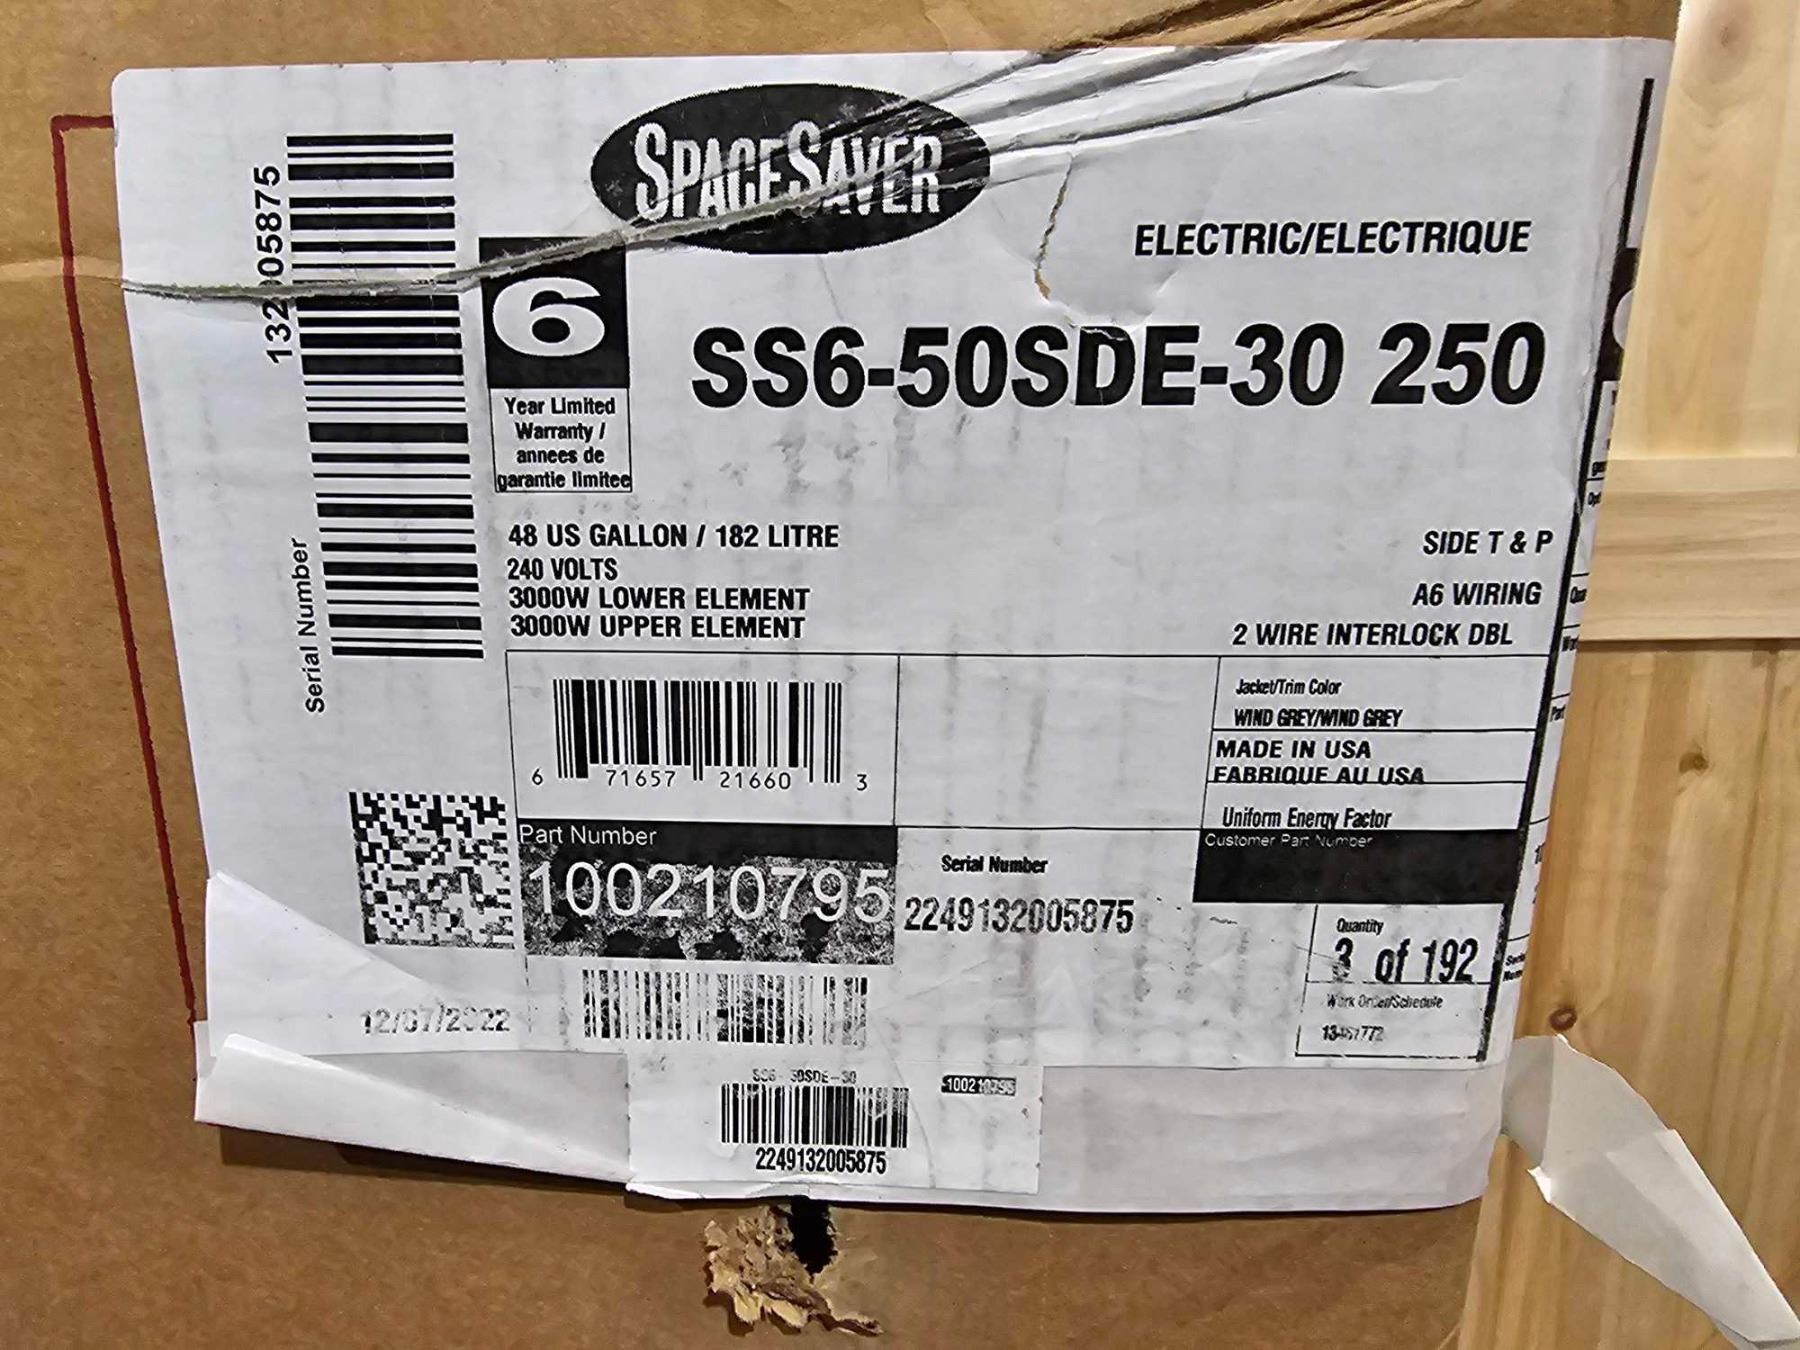 SPACESAVER
ELECTRIC/ELECTRIQUE
SS6-50SDE-30 250
6
Year Limited
Warranty /
annees de
garantie limitee
Serial Number
48 US GALLON / 182 LITRE
240 VOLTS
3000W LOWER ELEMENT
3000W UPPER ELEMENT
SIDE T & P
A6 WIRING
2 WIRE INTERLOCK DBL
Jacket/Trim Color
WIND GREY/WIND GREY
MADE IN USA
FABRIQUE AU USA
Uniform Energy Factor
Customer Part Number
6 71657 21660 3
Part Number
100210795
Serial Number
2249132005875
Quantity
3 of 192
Work Order/Schedule
12/07/2022
SS6-50SDE-30
100210795
2249132005875